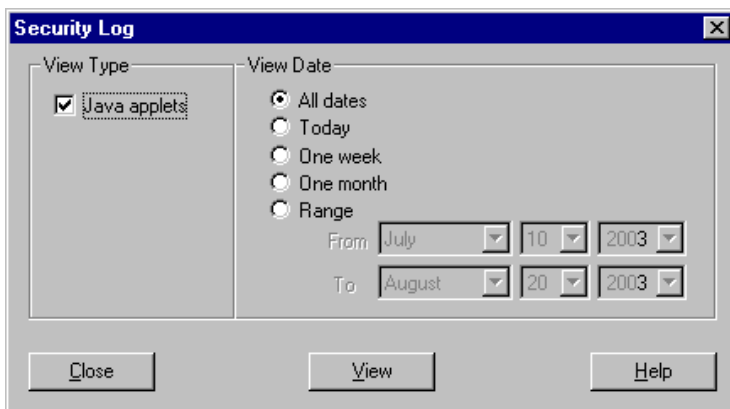 Security Log
View Type
Java applets
View Date
All dates
Today
One week
One month
Range
From July 10 2003
To August 20 2003
Close View Help